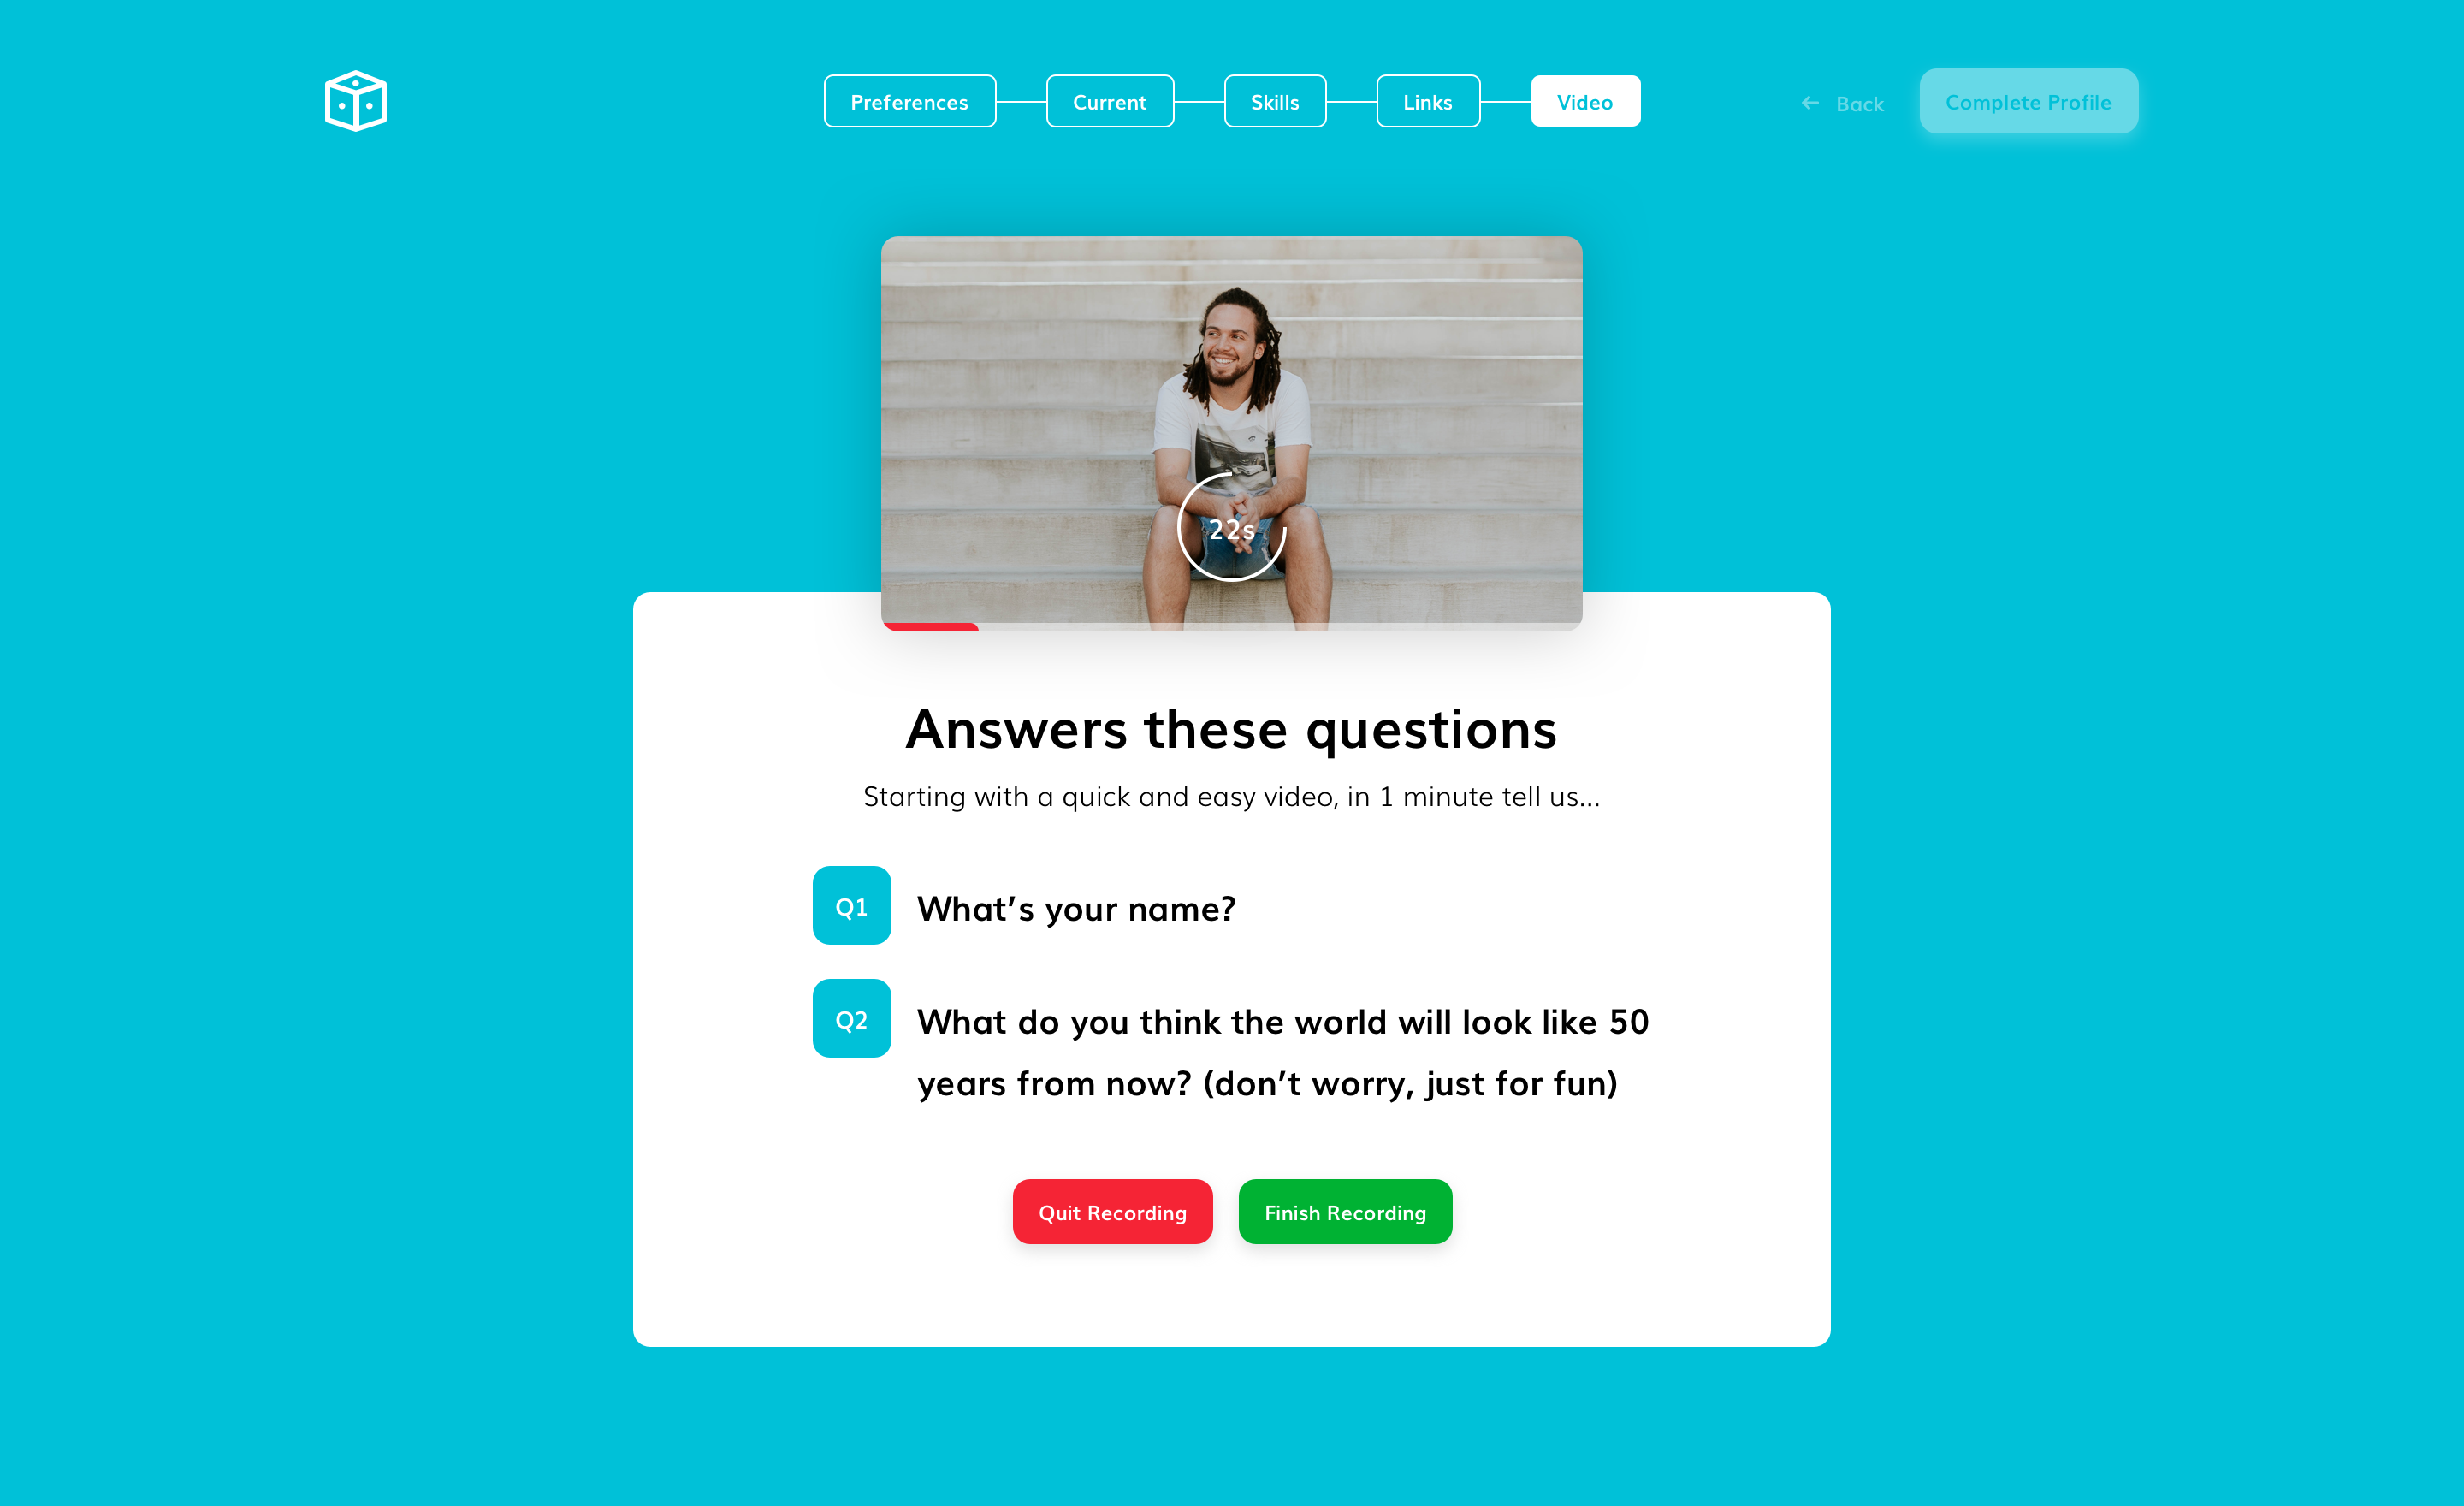 Preferences
Current
Skills
Links
Video
Back
Complete Profile
22s
Answers these questions
Starting with a quick and easy video, in 1 minute tell us...
Q1
What's your name?
Q2
What do you think the world will look like 50
years from now? (don't worry, just for fun)
Quit Recording
Finish Recording